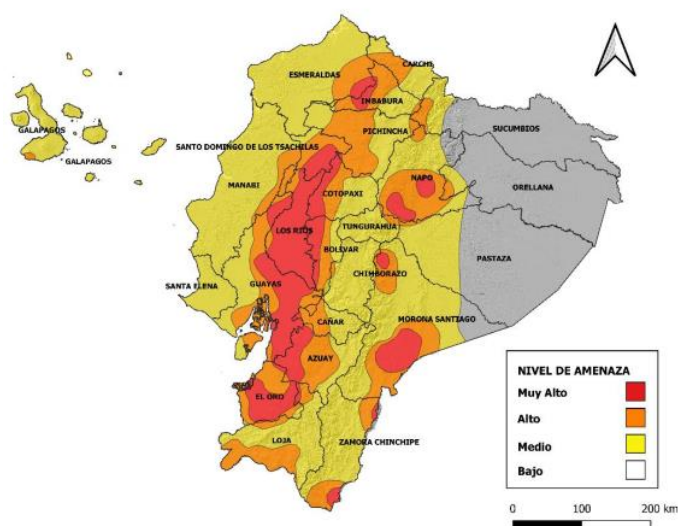 CARCHI
ESMERALDAS
IMBABURA
PICHINCHA
SUCUMBIOS
GALAPAGOS
GALAPAGOS
SANTO DOMINGO DE LOS TSACHILAS
NAPO
ORELLANA
MANABI
COTOPAXI
LOS RIOS
TUNGURAHUA
BOLIVAR
PASTAZA
CHIMBORAZO
SANTA ELENA
GUAYAS
CAÑAR
MORONA SANTIAGO
AZUAY
EL ORO
LOJA
ZAMORA CHINCHIPE
NIVEL DE AMENAZA
Muy Alto
Alto
Medio
Bajo
0 100 200 km